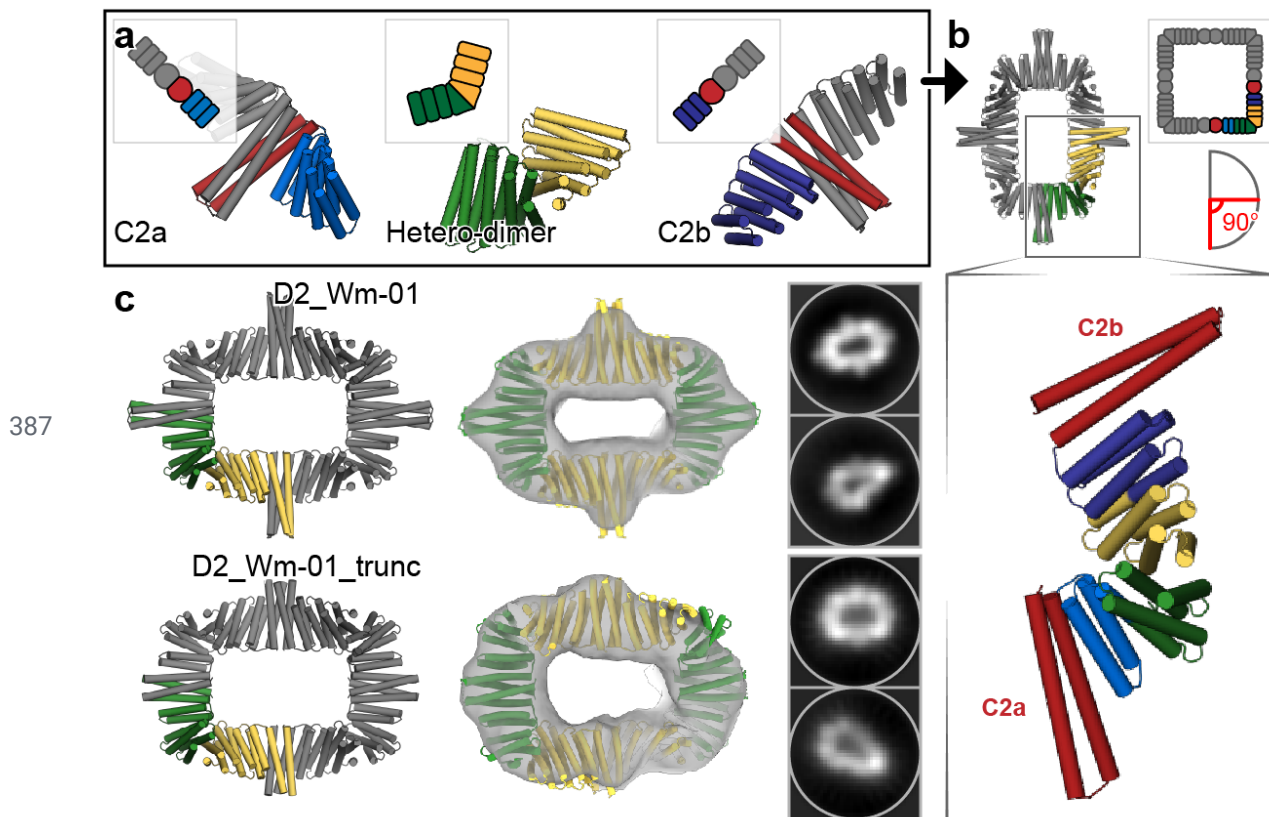 a
b
C2a
Hetero-dimer
C2b
90°
c
D2_Wm-01
C2b
387
D2_Wm-01_trunc
C2a